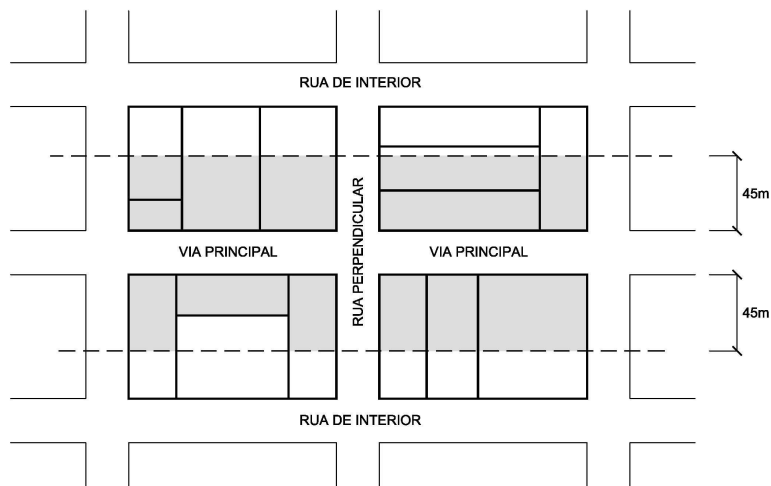 RUA DE INTERIOR
45m
RUA PERPENDICULAR
VIA PRINCIPAL
VIA PRINCIPAL
45m
RUA DE INTERIOR